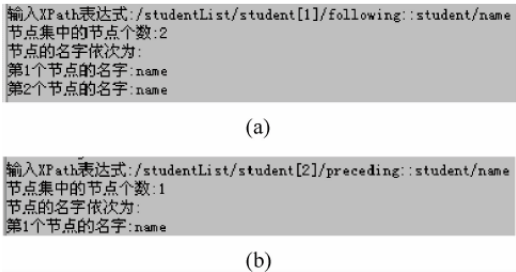 输入XPath表达式:/studentList/student[1]/following::student/name
节点集中的节点个数:2
节点的名字依次为:
第1个节点的名字:name
第2个节点的名字:name
(a)
输入XPath表达式:/studentList/student[2]/preceding::student/name
节点集中的节点个数:1
节点的名字依次为:
第1个节点的名字:name
(b)